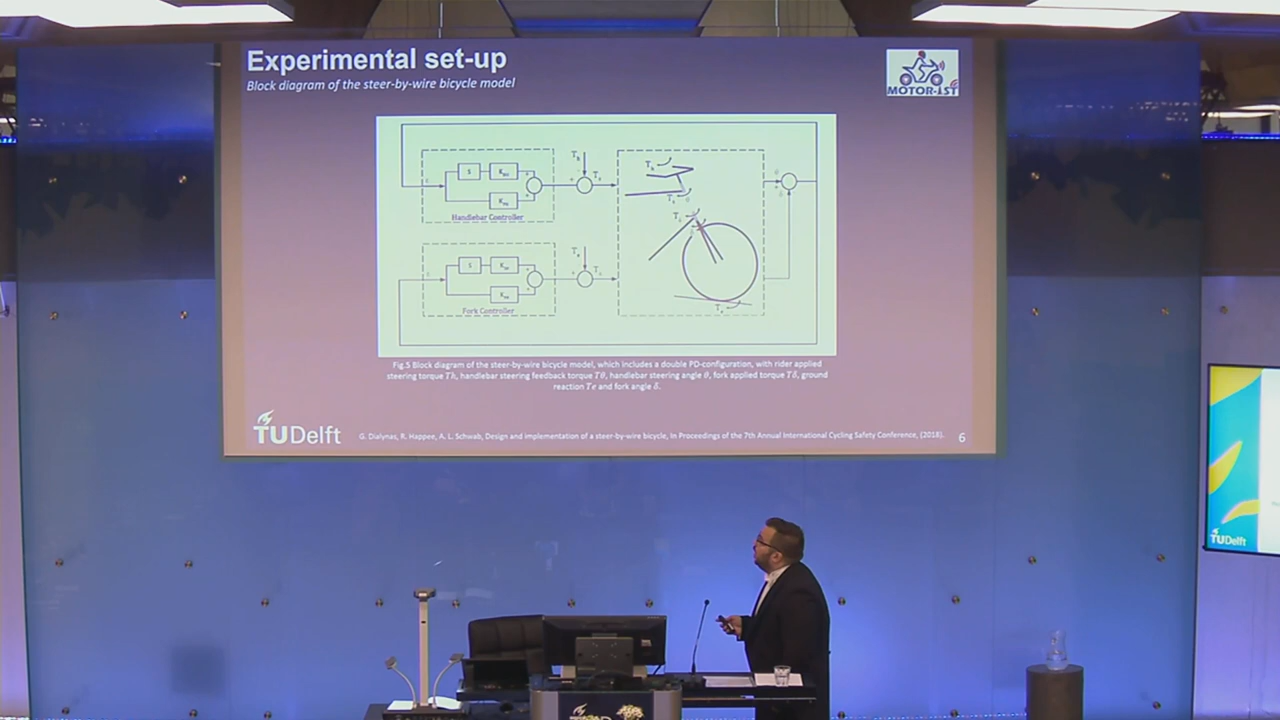 Experimental set-up
Block diagram of the steer-by-wire bicycle model
MOTOR-IST
S
Handlebar Controller
S
Fork Controller
Fig.5 Block diagram of the steer-by-wire bicycle model, which includes a double PD-configuration, with rider applied
steering torque Th, handlebar steering feedback torque Tθ, handlebar steering angle θ, fork applied torque Tδ, ground
reaction Te and fork angle δ.
TUDelft
G. Dialynas, R. Happee, A. L. Schwab, Design and implementation of a steer-by-wire bicycle, In Proceedings of the 7th Annual International Cycling Safety Conference, (2018).
6
TUDelft